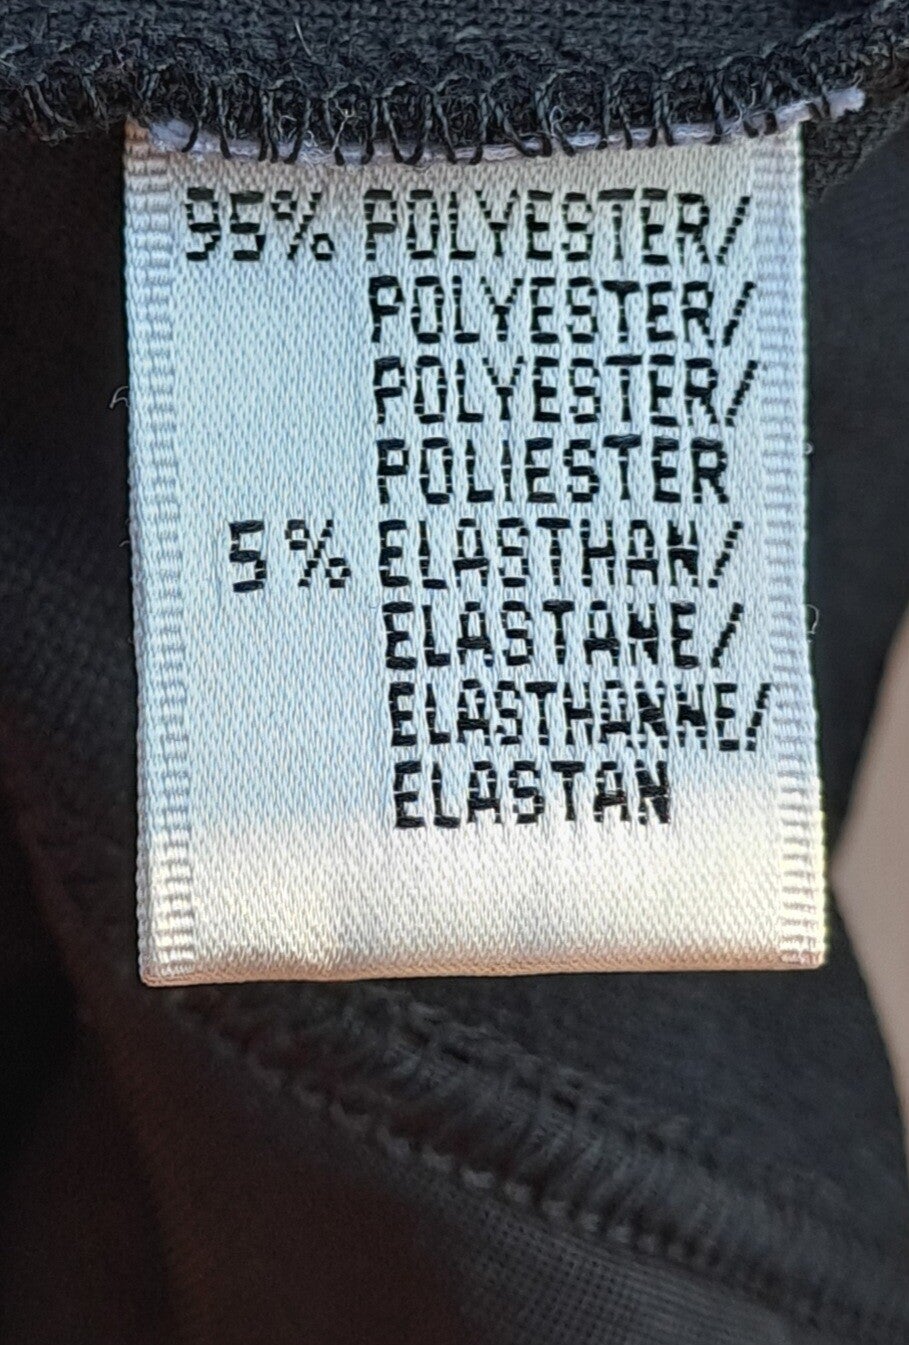 95% POLYESTER/
POLYESTER/
POLYESTER/
POLIESTER
5% ELASTHAN/
ELASTANE/
ELASTHANNE/
ELASTAN